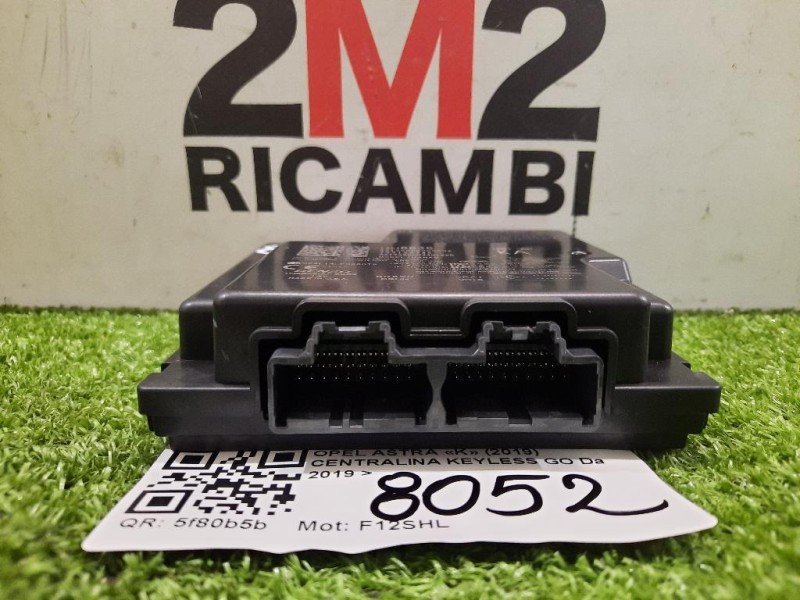 2M2
RICAMBI
OPEL ASTRA «K» (2019)
CENTRALINA KEYLESS GO Da
2019 >
8052
QR: 5f80b5b Mot: F12SHL